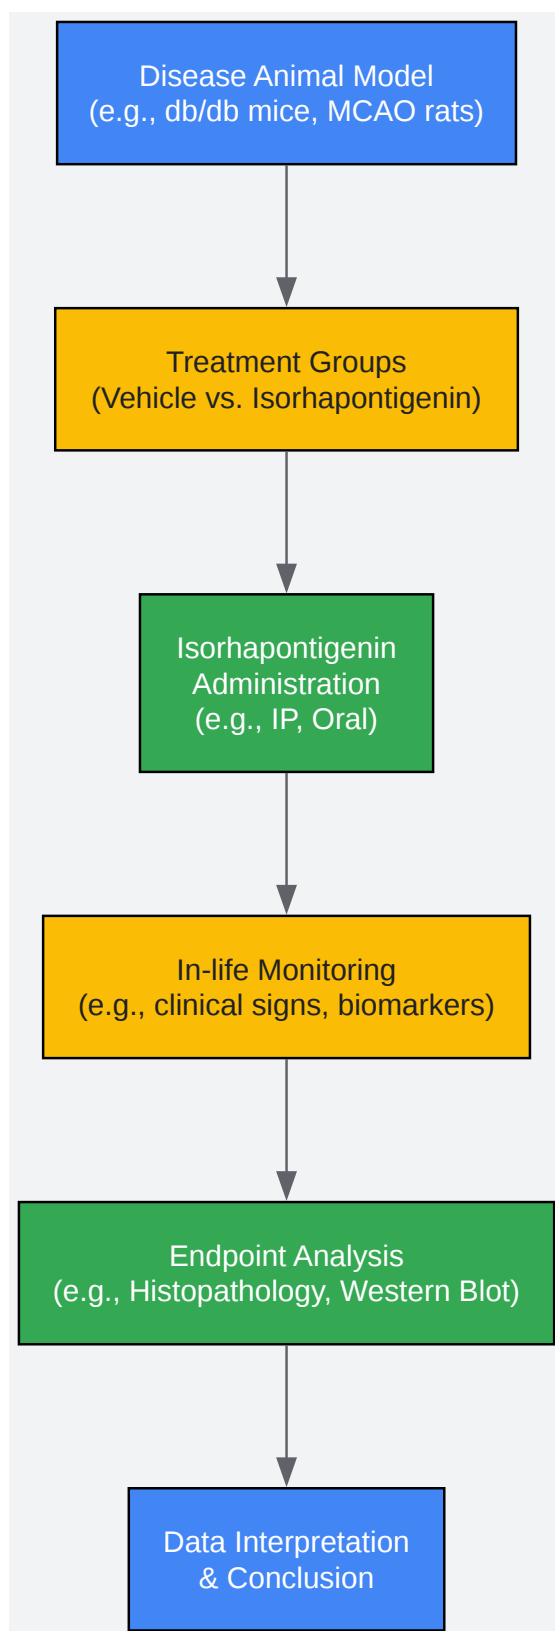 Disease Animal Model
(e.g., db/db mice, MCAO rats)
Treatment Groups
(Vehicle vs. Isorhapontigenin)
Isorhapontigenin
Administration
(e.g., IP, Oral)
In-life Monitoring
(e.g., clinical signs, biomarkers)
Endpoint Analysis
(e.g., Histopathology, Western Blot)
Data Interpretation
& Conclusion